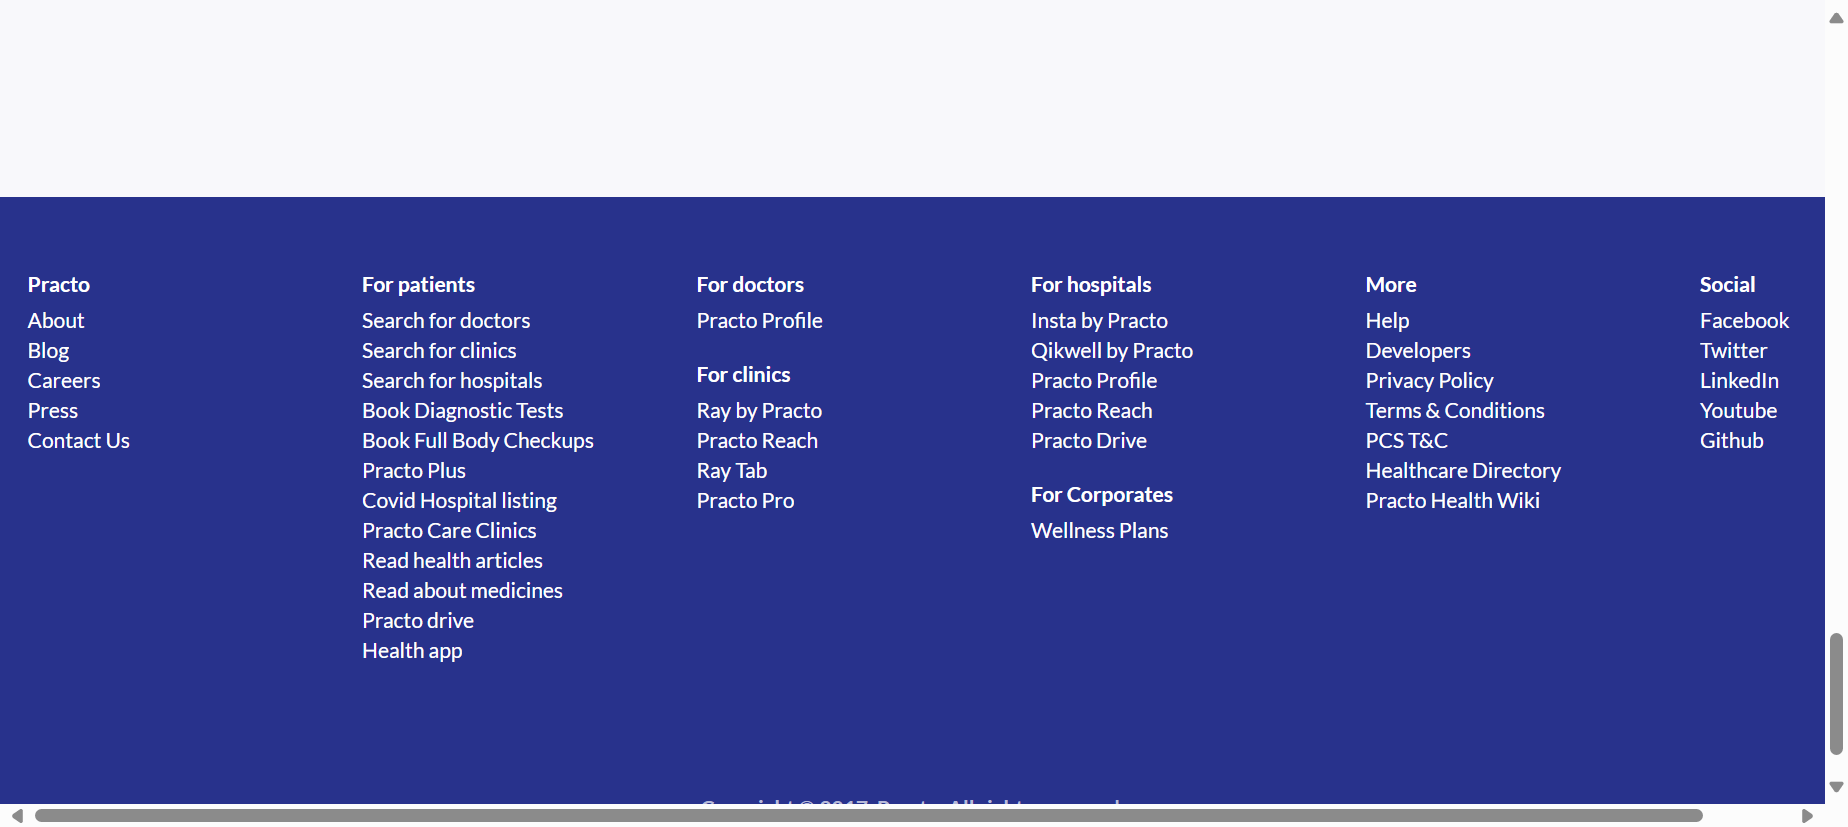 Practo
About
Blog
Careers
Press
Contact Us
For patients
Search for doctors
Search for clinics
Search for hospitals
Book Diagnostic Tests
Book Full Body Checkups
Practo Plus
Covid Hospital listing
Practo Care Clinics
Read health articles
Read about medicines
Practo drive
Health app
For doctors
Practo Profile
For clinics
Ray by Practo
Practo Reach
Ray Tab
Practo Pro
For hospitals
Insta by Practo
Qikwell by Practo
Practo Profile
Practo Reach
Practo Drive
For Corporates
Wellness Plans
More
Help
Developers
Privacy Policy
Terms & Conditions
PCS T&C
Healthcare Directory
Practo Health Wiki
Social
Facebook
Twitter
LinkedIn
Youtube
Github